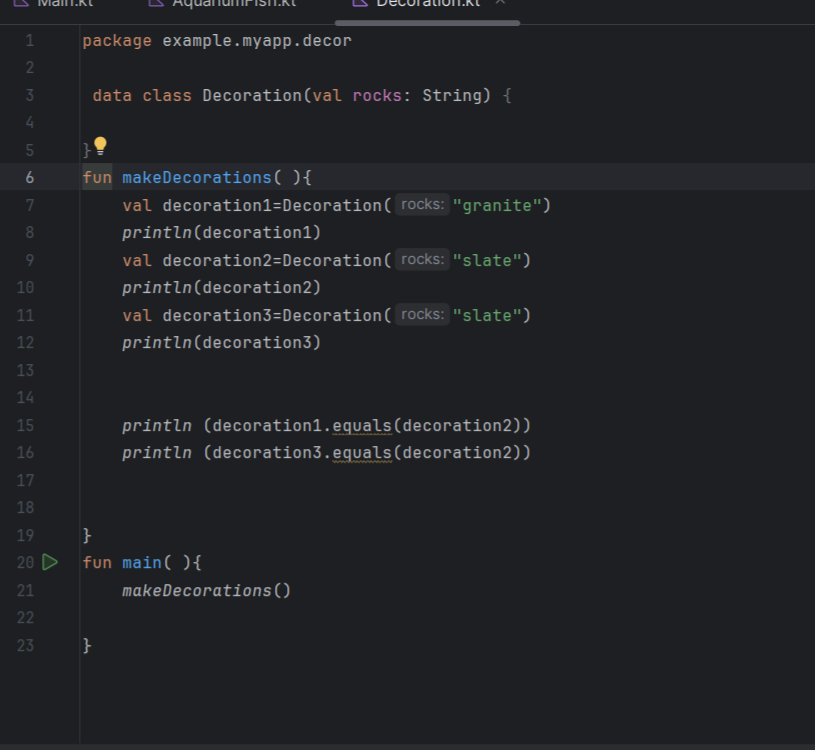 Main.kt AquariumFish.kt Decoration.kt
1 package example.myapp.decor
2
3 data class Decoration(val rocks: String) {
4
5 }
6 fun makeDecorations( ){
7 val decoration1=Decoration( rocks: "granite")
8 println(decoration1)
9 val decoration2=Decoration( rocks: "slate")
10 println(decoration2)
11 val decoration3=Decoration( rocks: "slate")
12 println(decoration3)
13
14
15 println (decoration1.equals(decoration2))
16 println (decoration3.equals(decoration2))
17
18
19 }
20 fun main( ){
21 makeDecorations()
22
23 }